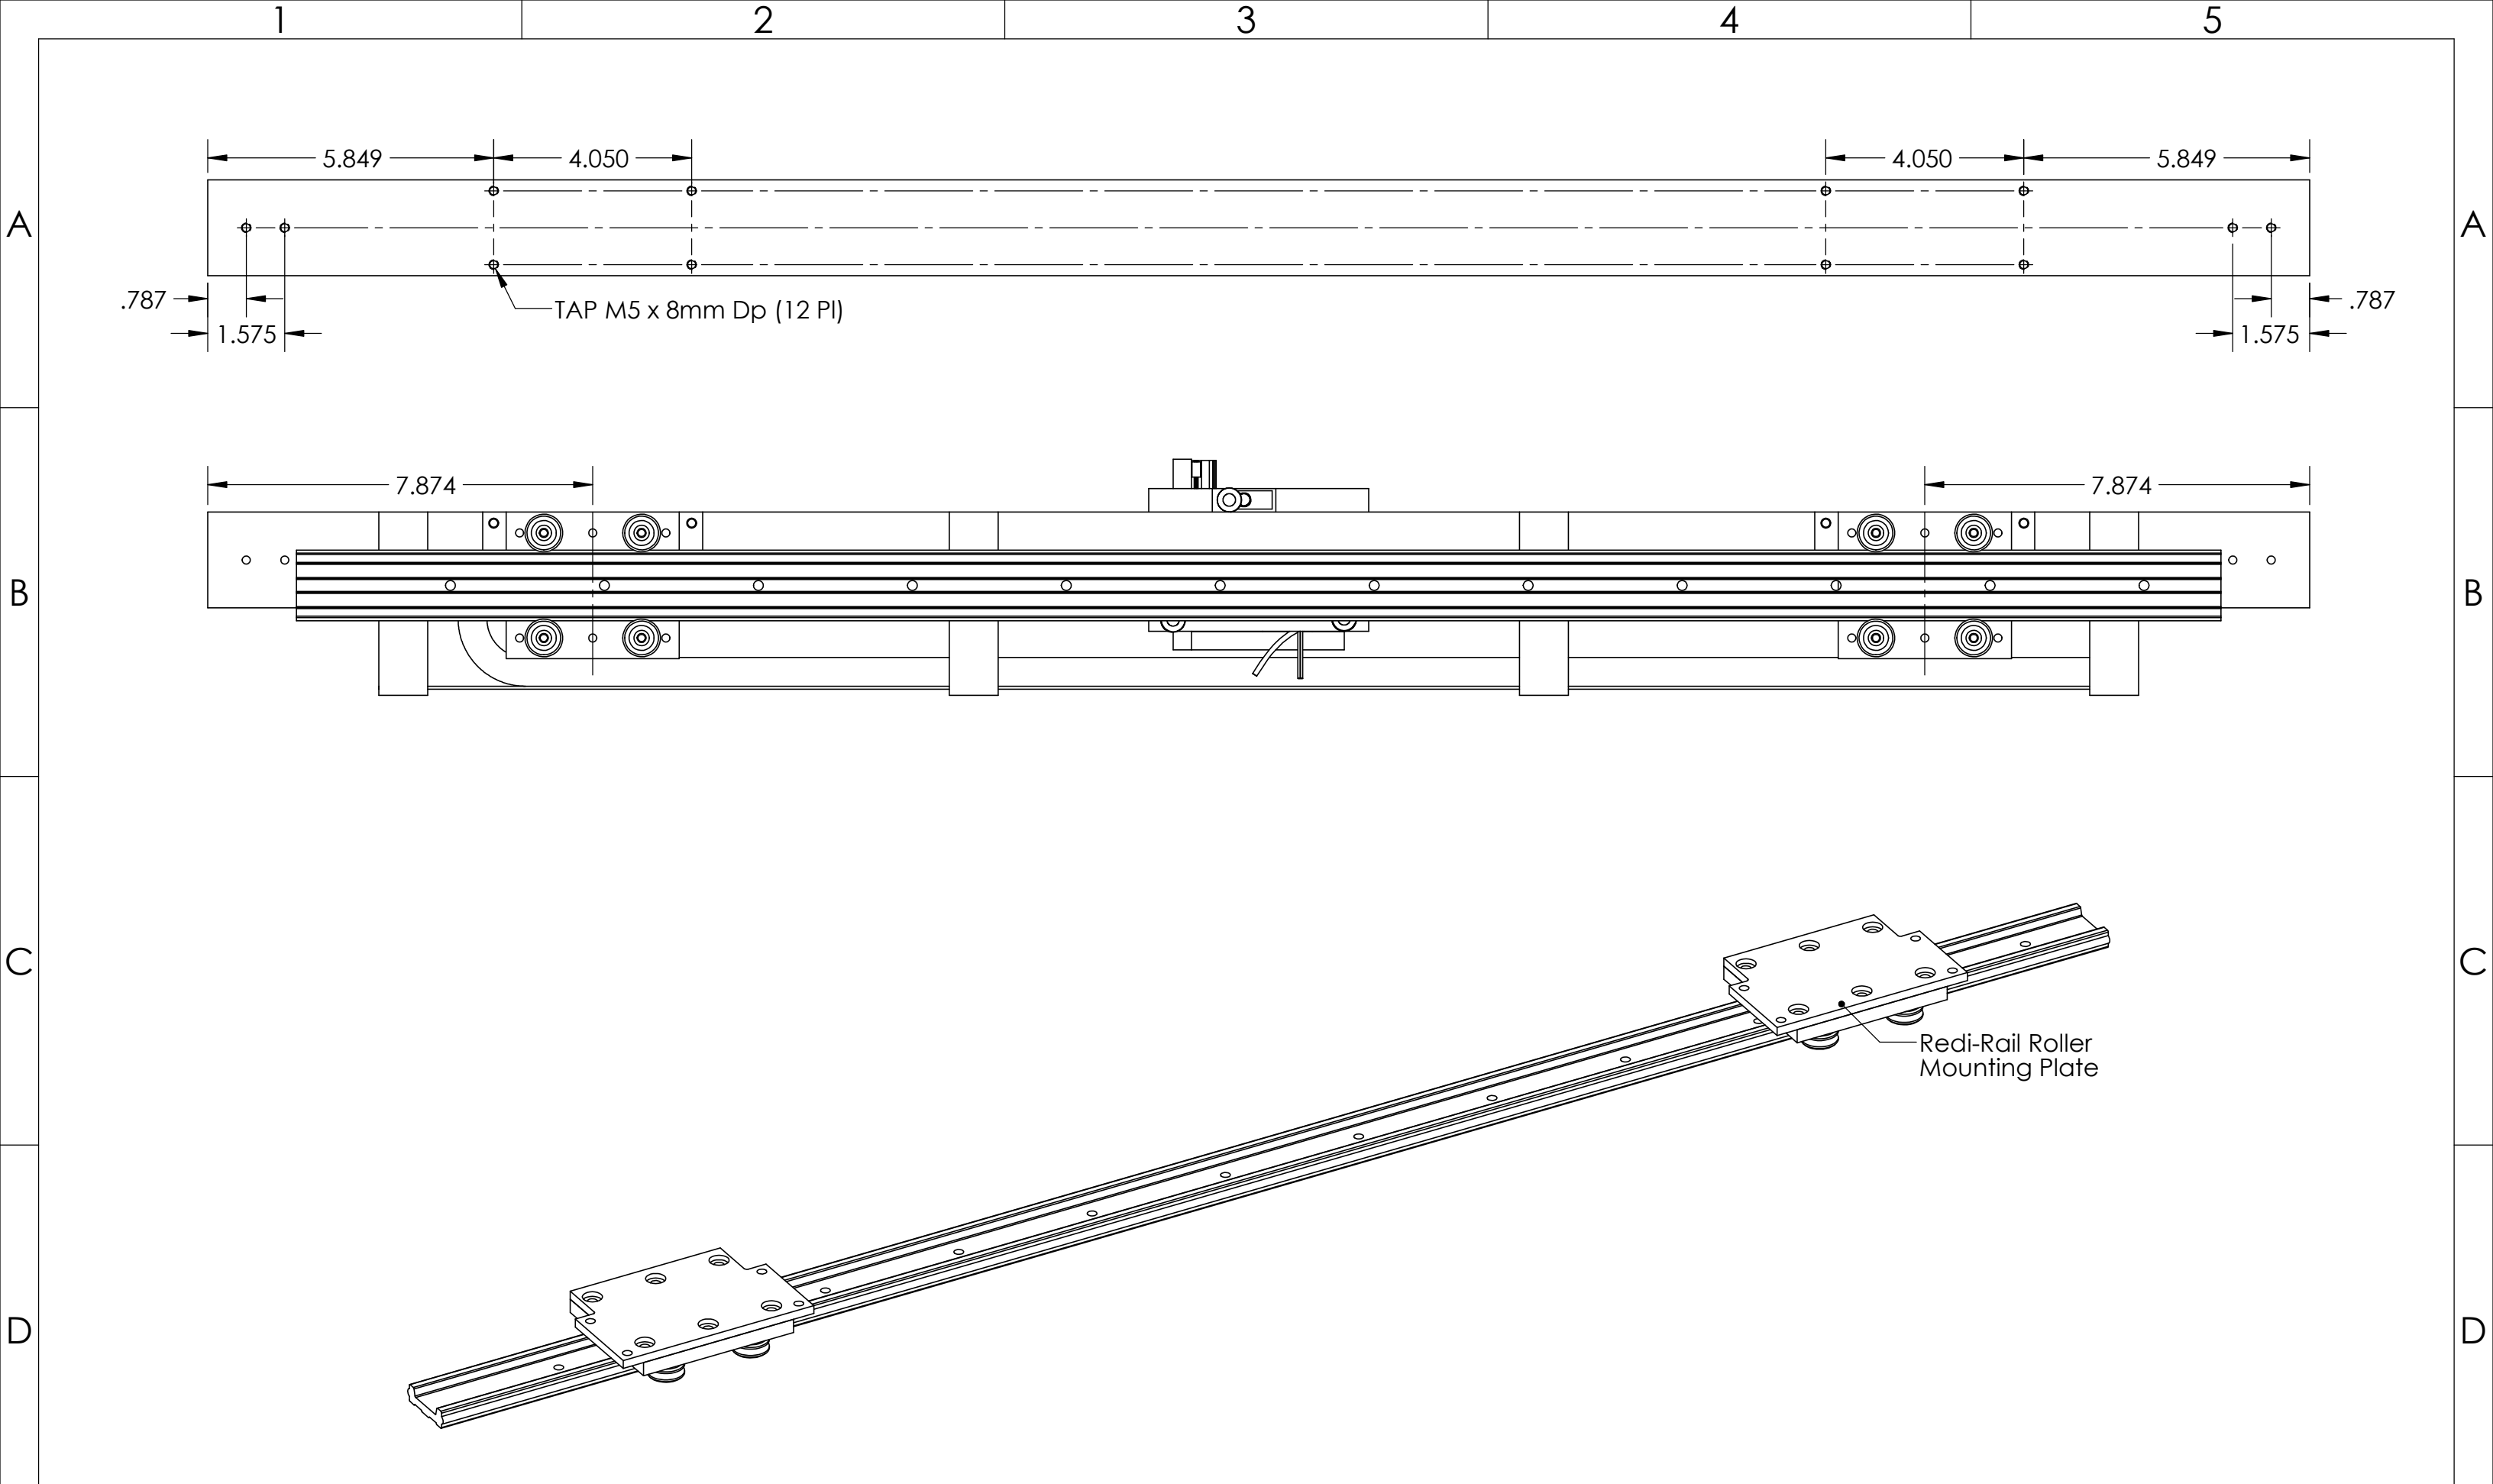 1 2 3 4 5
5.849 4.050 4.050 5.849
A A
.787 TAP M5 x 8mm Dp (12 Pl) .787
1.575 1.575
7.874 7.874
B B
C C
Redi-Rail Roller
Mounting Plate
D D